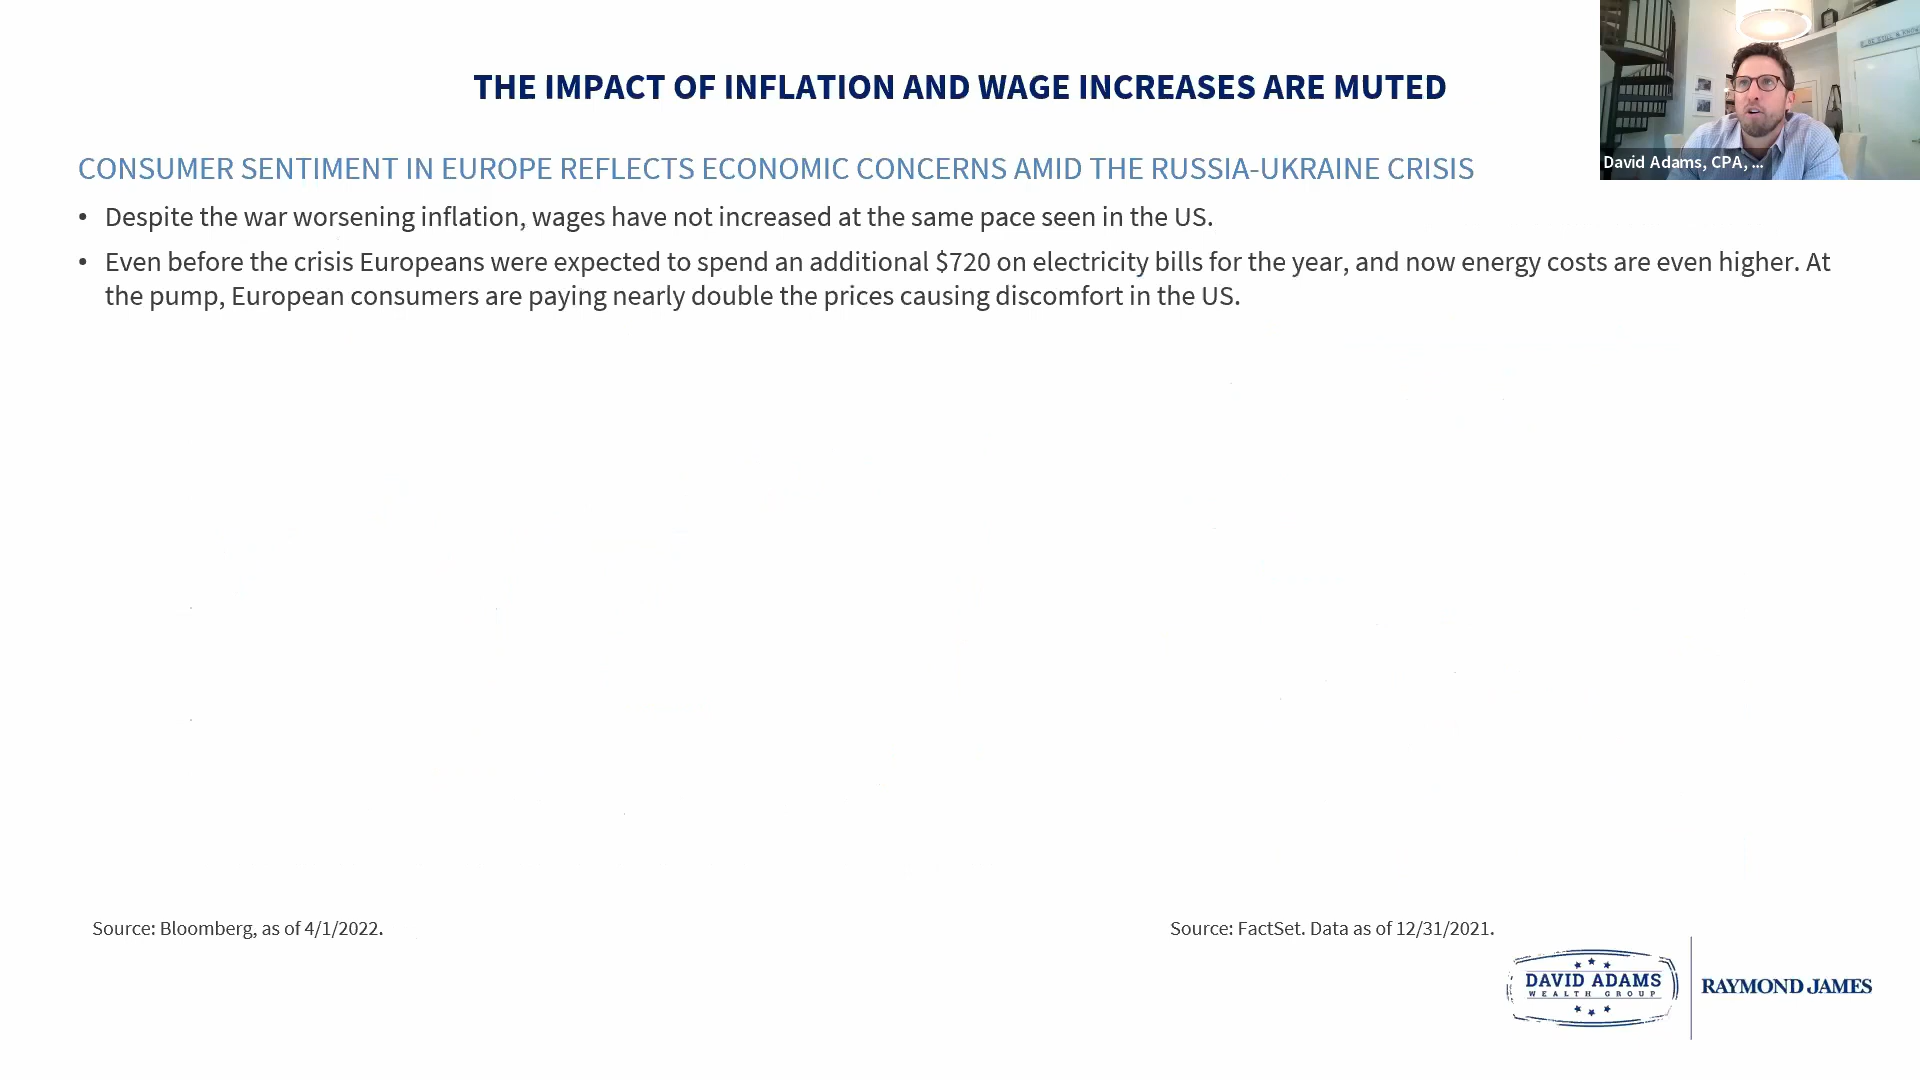 THE IMPACT OF INFLATION AND WAGE INCREASES ARE MUTED
David Adams, CPA, ...
CONSUMER SENTIMENT IN EUROPE REFLECTS ECONOMIC CONCERNS AMID THE RUSSIA-UKRAINE CRISIS
• Despite the war worsening inflation, wages have not increased at the same pace seen in the US.
• Even before the crisis Europeans were expected to spend an additional $720 on electricity bills for the year, and now energy costs are even higher. At
the pump, European consumers are paying nearly double the prices causing discomfort in the US.
Source: Bloomberg, as of 4/1/2022.
Source: FactSet. Data as of 12/31/2021.
DAVID ADAMS
WEALTH GROUP
RAYMOND JAMES